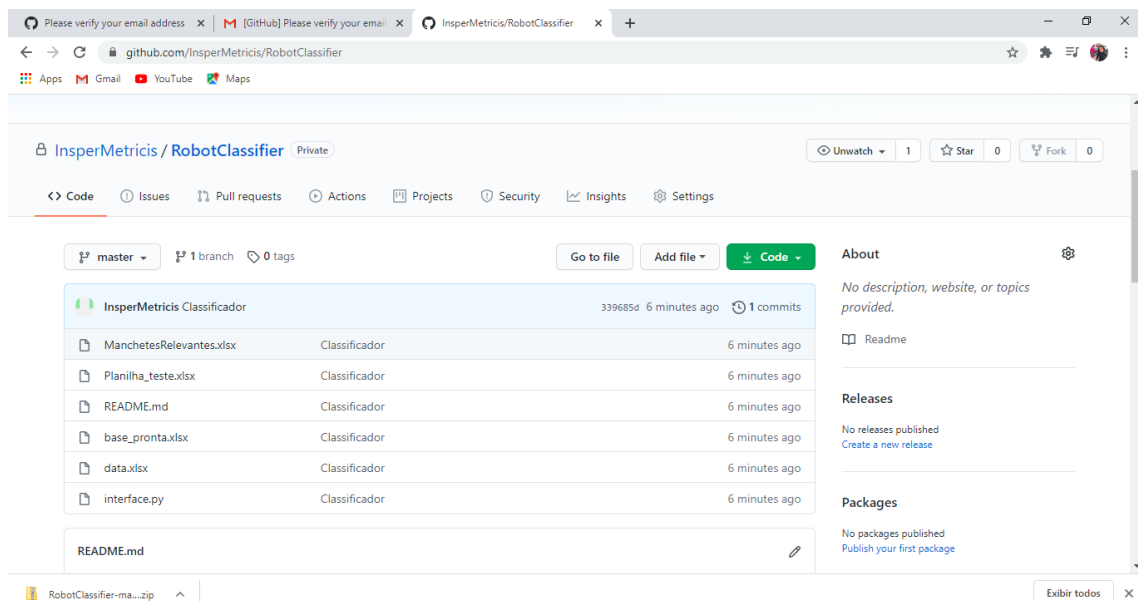 Please verify your email address
[GitHub] Please verify your email
InsperMetricis/RobotClassifier
github.com/InsperMetricis/RobotClassifier
Apps Gmail YouTube Maps
InsperMetricis / RobotClassifier Private
Unwatch 1 Star 0 Fork 0
<> Code Issues Pull requests Actions Projects Security Insights Settings
master 1 branch 0 tags Go to file Add file Code
About
No description, website, or topics
provided.
Readme
InsperMetricis Classificador 339685d 6 minutes ago 1 commits
ManchetesRelevantes.xlsx Classificador 6 minutes ago
Planilha_teste.xlsx Classificador 6 minutes ago
README.md Classificador 6 minutes ago
base_pronta.xlsx Classificador 6 minutes ago
data.xlsx Classificador 6 minutes ago
interface.py Classificador 6 minutes ago
README.md
Releases
No releases published
Create a new release
Packages
No packages published
Publish your first package
RobotClassifier-ma....zip
Exibir todos